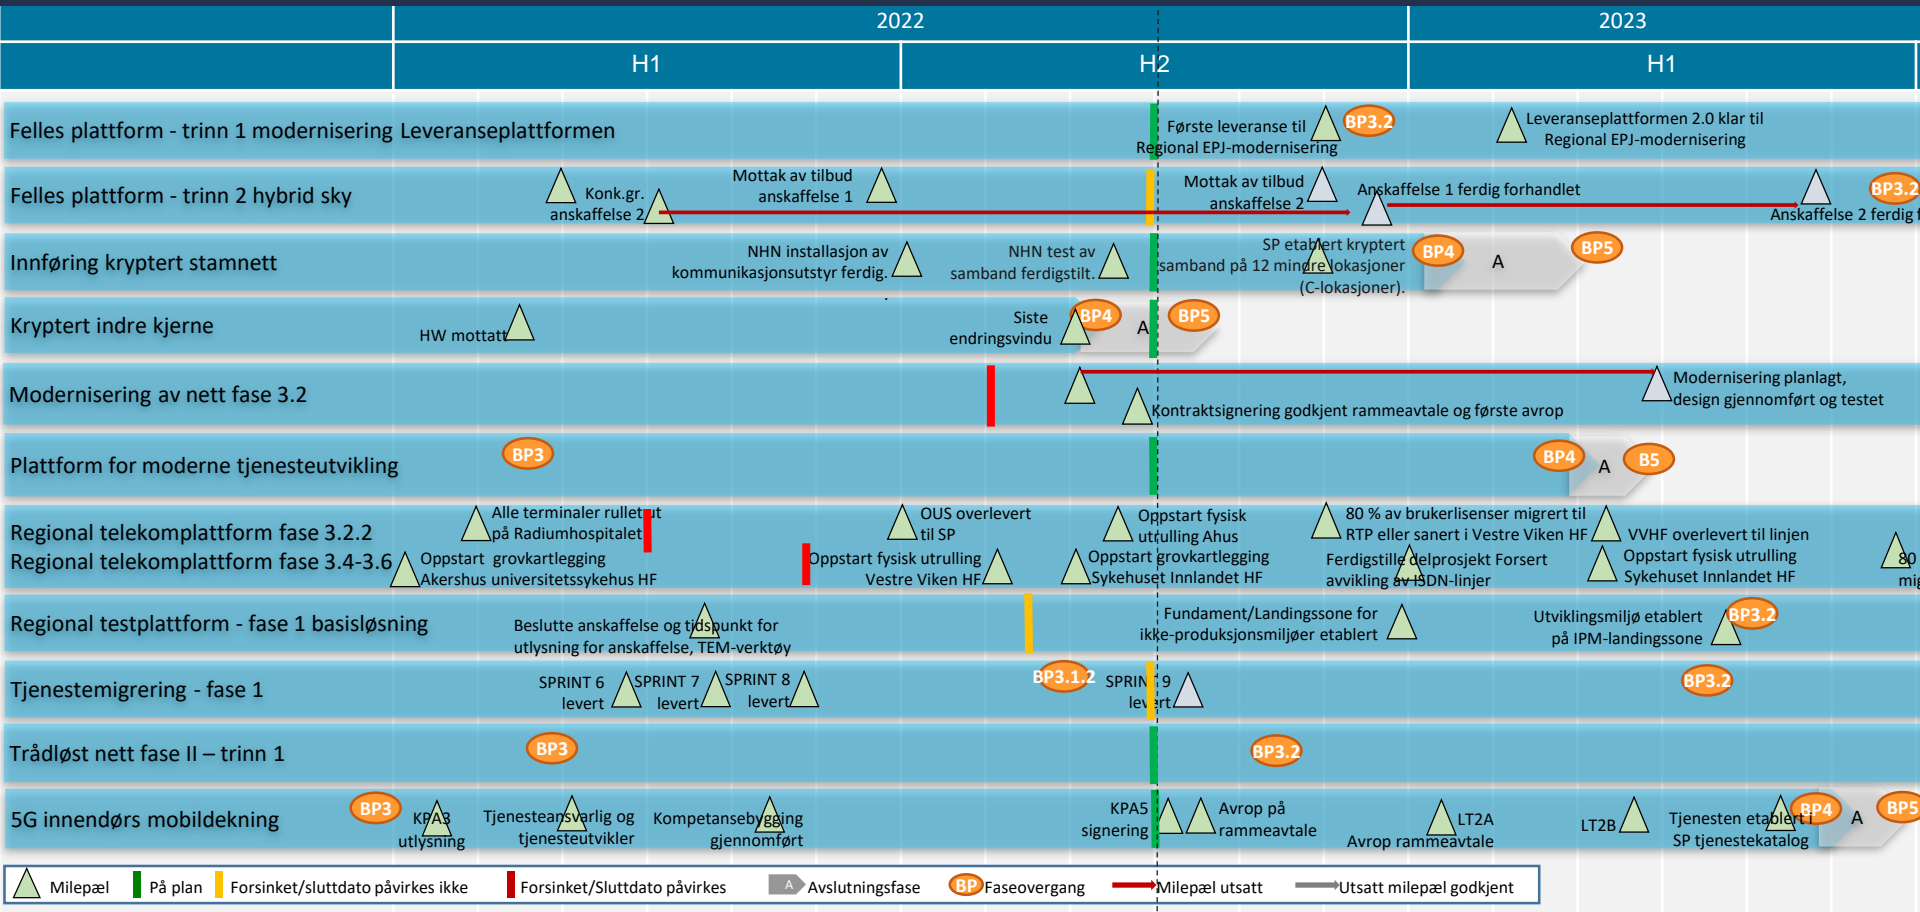 2022
2023
H1
H2
H1
Felles plattform - trinn 1 modernisering Leveranseplattformen
Første leveranse til
Regional EPJ-modernisering
BP3.2
Leveranseplattformen 2.0 klar til
Regional EPJ-modernisering
Felles plattform - trinn 2 hybrid sky
Konk.gr.
anskaffelse 2
Mottak av tilbud
anskaffelse 1
Mottak av tilbud
anskaffelse 2
Anskaffelse 1 ferdig forhandlet
BP3.2
Anskaffelse 2 ferdig f
Innføring kryptert stamnett
NHN installasjon av
kommunikasjonsutstyr ferdig.
.
NHN test av
samband ferdigstilt.
SP etablert kryptert
samband på 12 mindre lokasjoner
(C-lokasjoner).
BP4
A
BP5
Kryptert indre kjerne
HW mottatt
Siste
endringsvindu
BP4
A
BP5
Modernisering av nett fase 3.2
Kontraktsignering godkjent rammeavtale og første avrop
Modernisering planlagt,
design gjennomført og testet
Plattform for moderne tjenesteutvikling
BP3
BP4
A
B5
Regional telekomplattform fase 3.2.2
Alle terminaler rullet ut
på Radiumhospitalet
OUS overlevert
til SP
Oppstart fysisk
utrulling Ahus
80 % av brukerlisenser migrert til
RTP eller sanert i Vestre Viken HF
VVHF overlevert til linjen
Regional telekomplattform fase 3.4-3.6
Oppstart grovkartlegging
Akershus universitetssykehus HF
Oppstart fysisk utrulling
Vestre Viken HF
Oppstart grovkartlegging
Sykehuset Innlandet HF
Ferdigstille delprosjekt Forsert
avvikling av ISDN-linjer
Oppstart fysisk utrulling
Sykehuset Innlandet HF
80
mig
Regional testplattform - fase 1 basisløsning
Beslutte anskaffelse og tidspunkt for
utlysning for anskaffelse, TEM-verktøy
Fundament/Landingssone for
ikke-produksjonsmiljøer etablert
Utviklingsmiljø etablert
på IPM-landingssone
BP3.2
Tjenestemigrering - fase 1
SPRINT 6
levert
SPRINT 7
levert
SPRINT 8
levert
BP3.1.2
SPRINT 9
levert
BP3.2
Trådløst nett fase II – trinn 1
BP3
BP3.2
5G innendørs mobildekning
BP3
KPA3
utlysning
Tjenesteansvarlig og
tjenesteutvikler
Kompetansebygging
gjennomført
KPA5
signering
Avrop på
rammeavtale
LT2A
Avrop rammeavtale
LT2B
Tjenesten etablert i
SP tjenestekatalog
BP4
A
BP5
Milepæl
På plan
Forsinket/sluttdato påvirkes ikke
Forsinket/Sluttdato påvirkes
A
Avslutningsfase
BP
Faseovergang
Milepæl utsatt
Utsatt milepæl godkjent